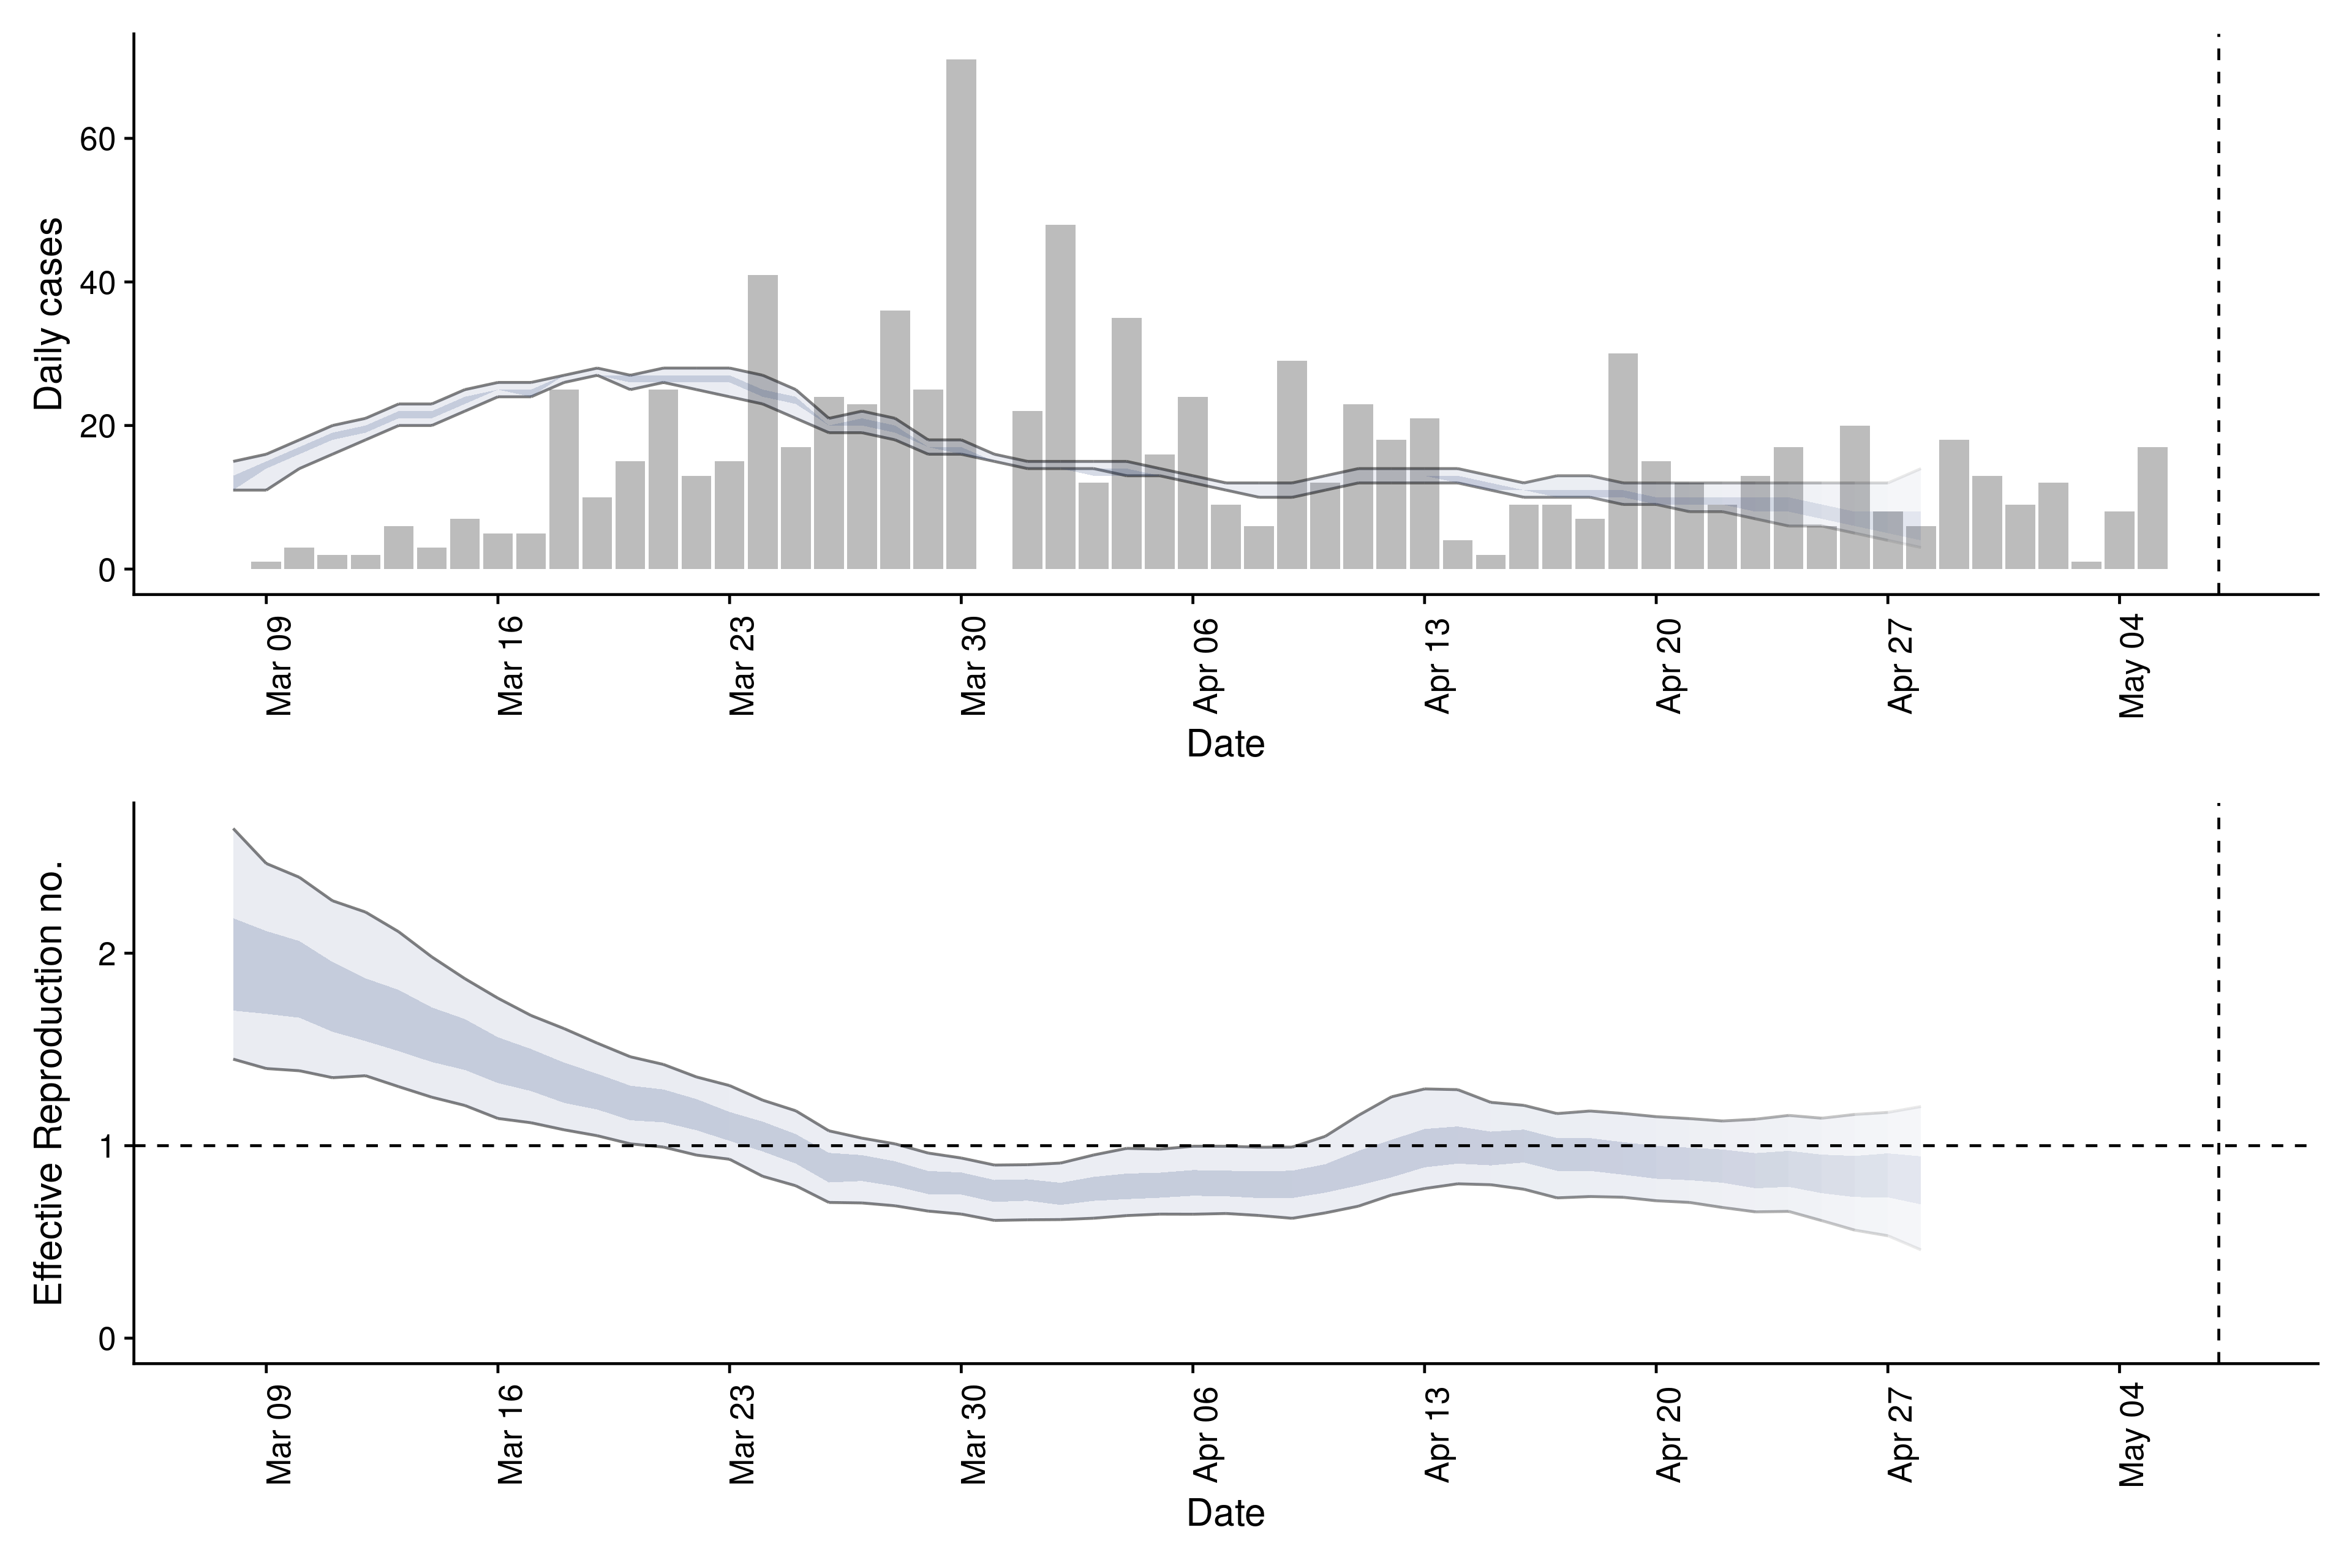 Daily cases
60
40
20
0
Mar 09
Mar 16
Mar 23
Mar 30
Apr 06
Apr 13
Apr 20
Apr 27
May 04
Date
Effective Reproduction no.
2
1
0
Mar 09
Mar 16
Mar 23
Mar 30
Apr 06
Apr 13
Apr 20
Apr 27
May 04
Date